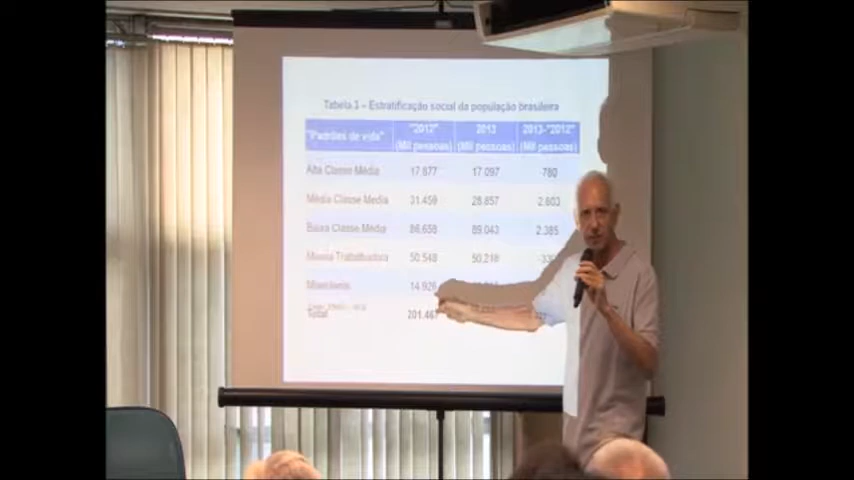 Tabela 1 – Estratificação social da população brasileira
"Padrões de vida" "2012" (Mil pessoas) 2013 (Mil pessoas) 2013-"2012" (Mil pessoas)
Alta Classe Média 17.877 17.097 -780
Média Classe Média 31.459 28.857 -2.603
Baixa Classe Média 86.658 89.043 2.385
Massa Trabalhadora 50.548 50.218
Miseráveis 14.926
Total 201.467